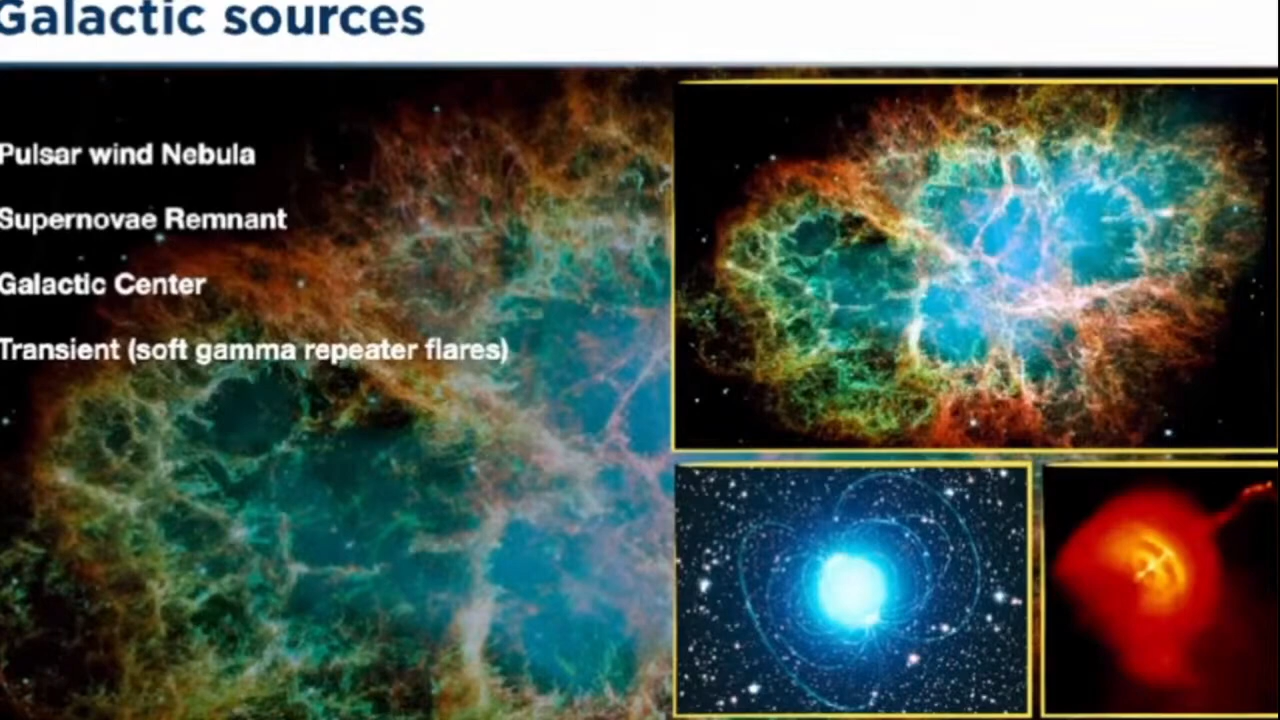 Galactic sources
Pulsar wind Nebula
Supernovae Remnant
Galactic Center
Transient (soft gamma repeater flares)